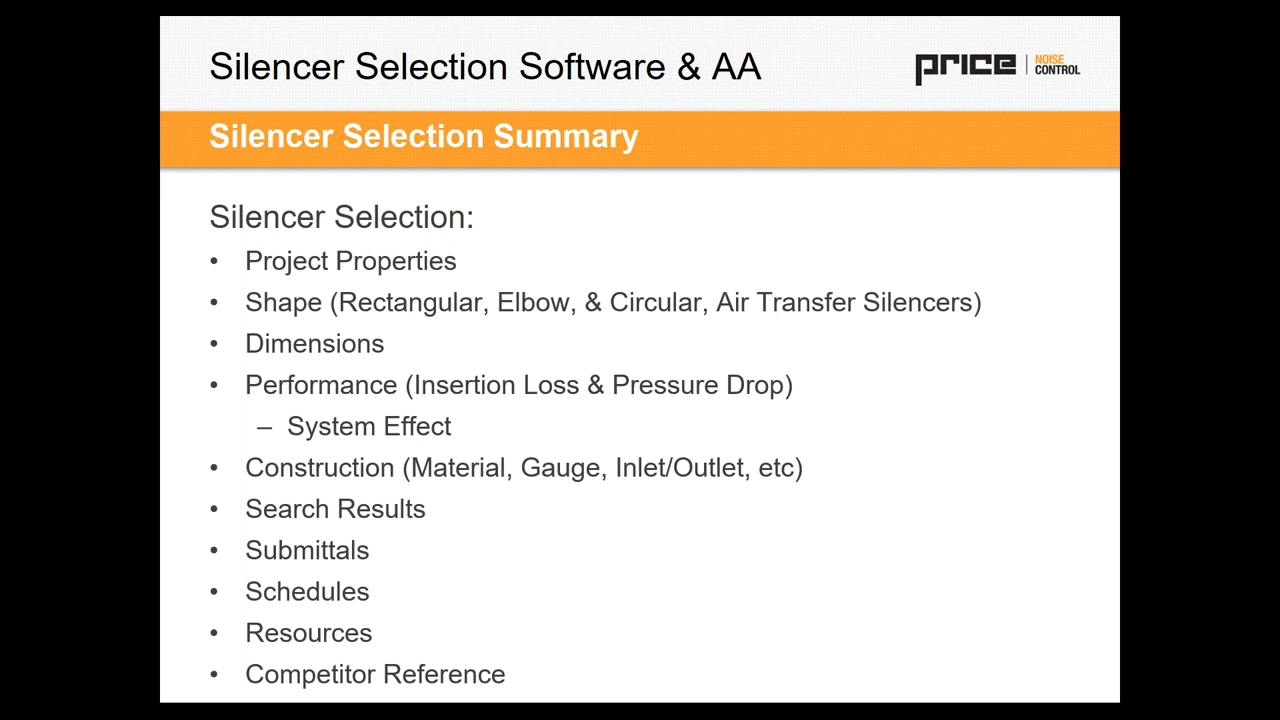 Silencer Selection Software & AA
price | NOISE CONTROL
Silencer Selection Summary
Silencer Selection:
• Project Properties
• Shape (Rectangular, Elbow, & Circular, Air Transfer Silencers)
• Dimensions
• Performance (Insertion Loss & Pressure Drop)
– System Effect
• Construction (Material, Gauge, Inlet/Outlet, etc)
• Search Results
• Submittals
• Schedules
• Resources
• Competitor Reference